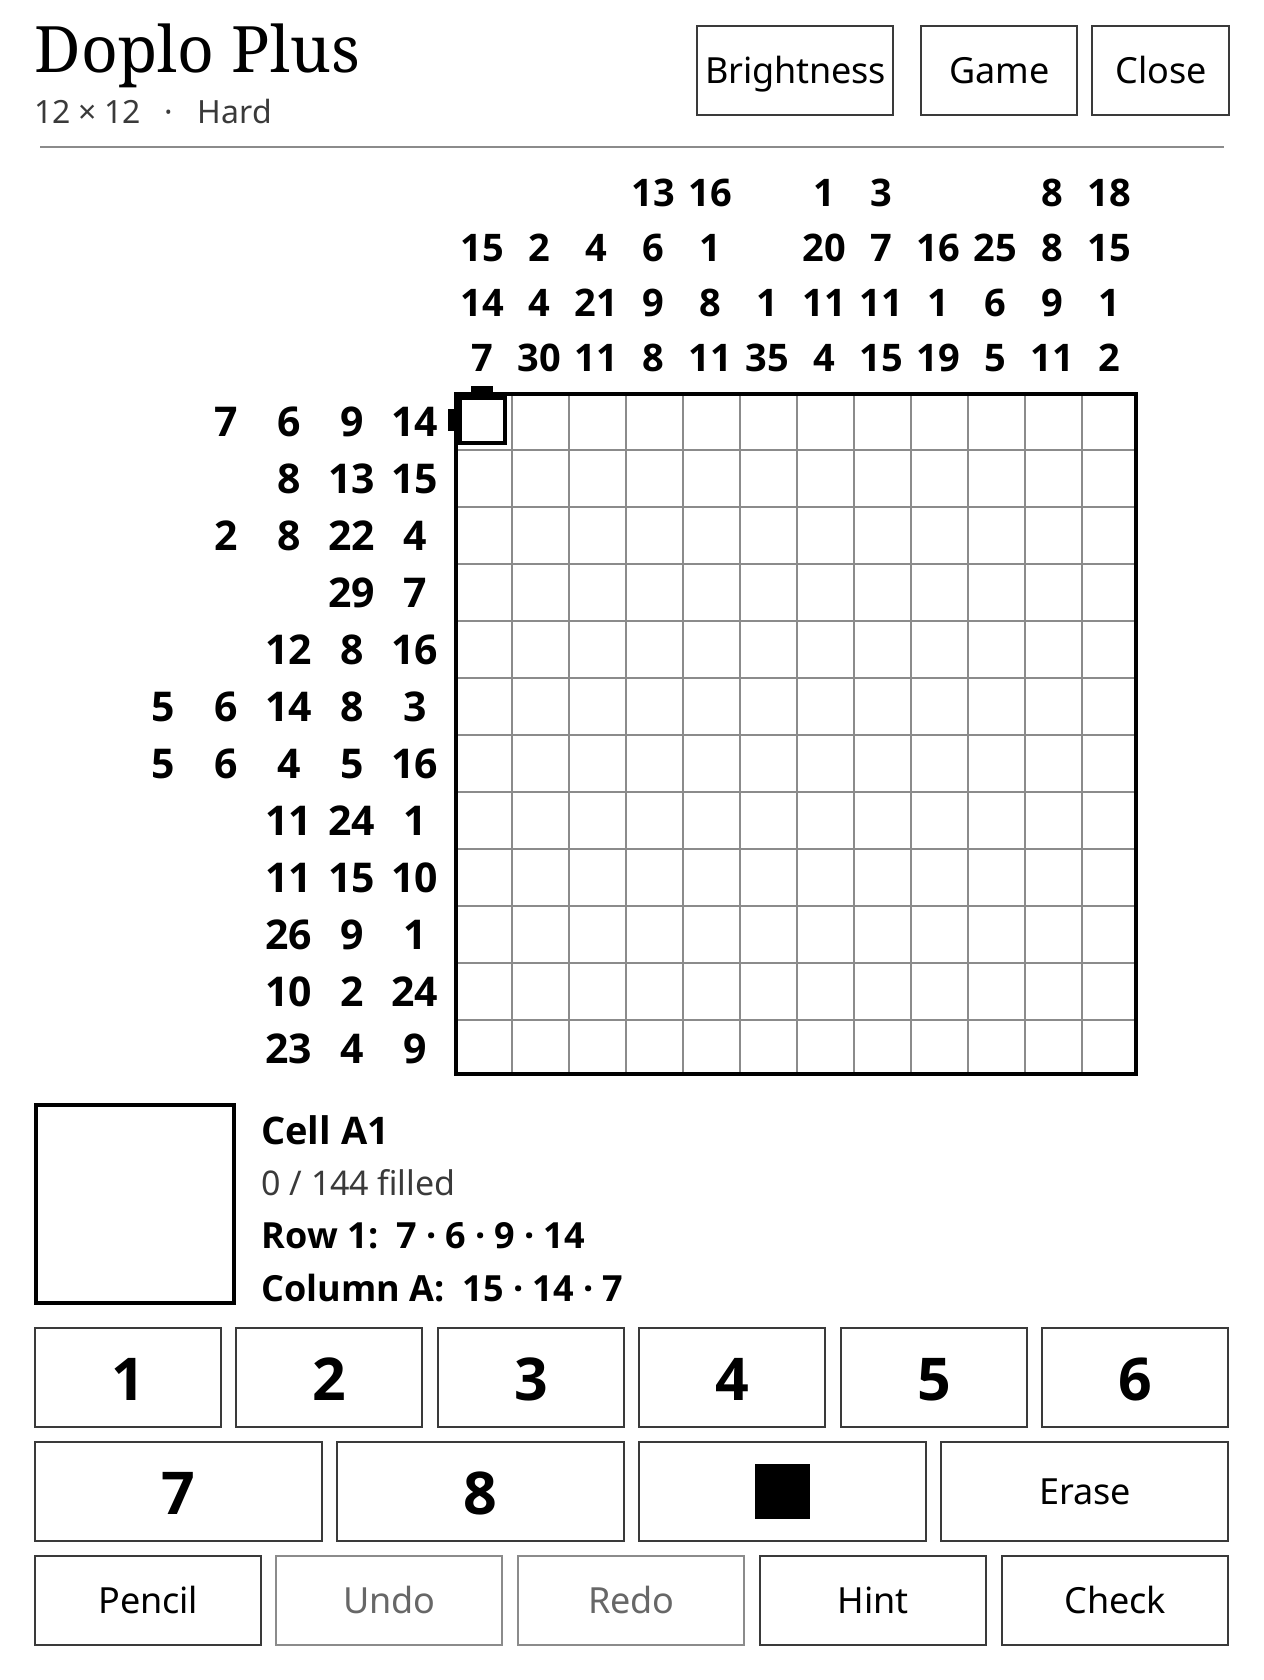 Doplo Plus
12 × 12 · Hard
Brightness Game Close
13 16 1 3 8 18
15 2 4 6 1 20 7 16 25 8 15
14 4 21 9 8 1 11 11 1 6 9 1
7 30 11 8 11 35 4 15 19 5 11 2
7 6 9 14
8 13 15
2 8 22 4
29 7
12 8 16
5 6 14 8 3
5 6 4 5 16
11 24 1
11 15 10
26 9 1
10 2 24
23 4 9
Cell A1
0 / 144 filled
Row 1: 7 · 6 · 9 · 14
Column A: 15 · 14 · 7
1 2 3 4 5 6
7 8 Erase
Pencil Undo Redo Hint Check